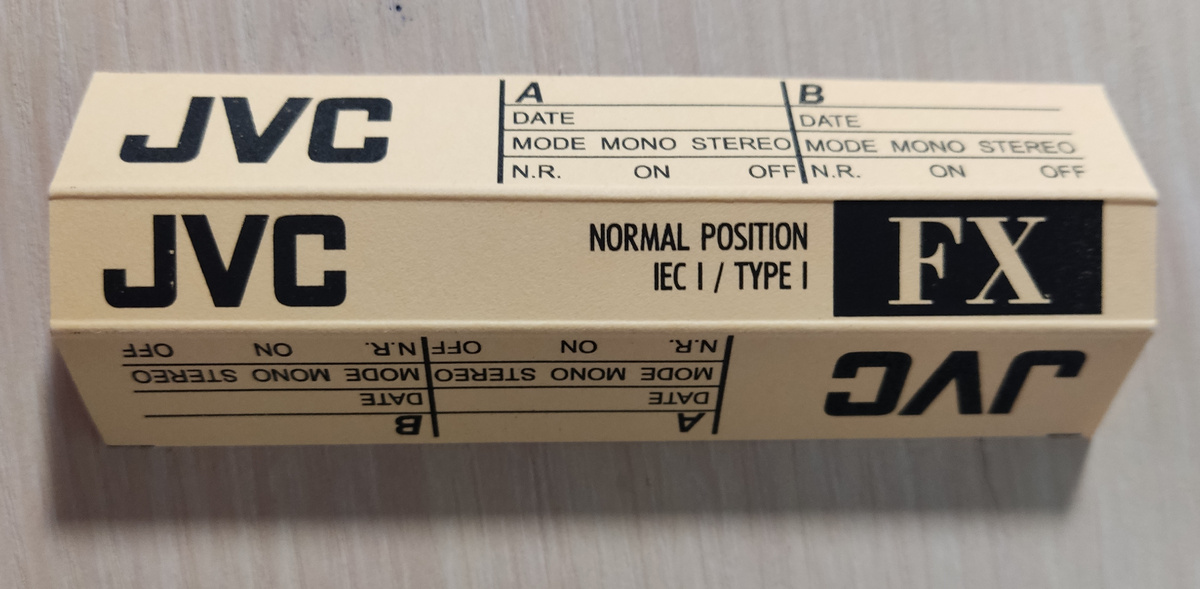 JVC
A
DATE
MODE MONO STEREO
N.R. ON OFF
B
DATE
MODE MONO STEREO
N.R. ON OFF
JVC
NORMAL POSITION
IEC I / TYPE I
FX
JVC
A
DATE
MODE MONO STEREO
N.R. ON OFF
B
DATE
MODE MONO STEREO
N.R. ON OFF